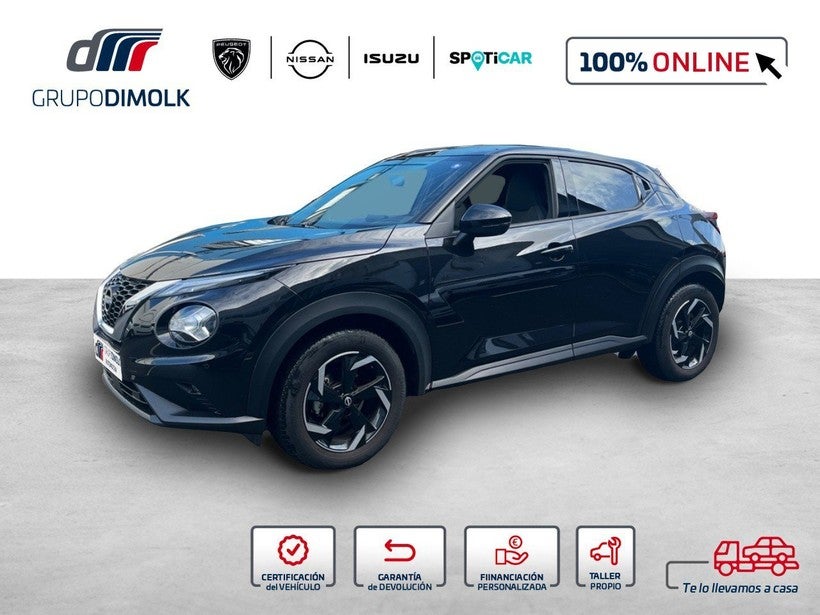 GRUPODIMOLK
PEUGEOT
NISSAN
ISUZU
SPOTiCAR
100% ONLINE
CERTIFICACIÓN
del VEHÍCULO
GARANTÍA
de DEVOLUCIÓN
FIINANCIACIÓN
PERSONALIZADA
TALLER
PROPIO
Te lo llevamos a casa